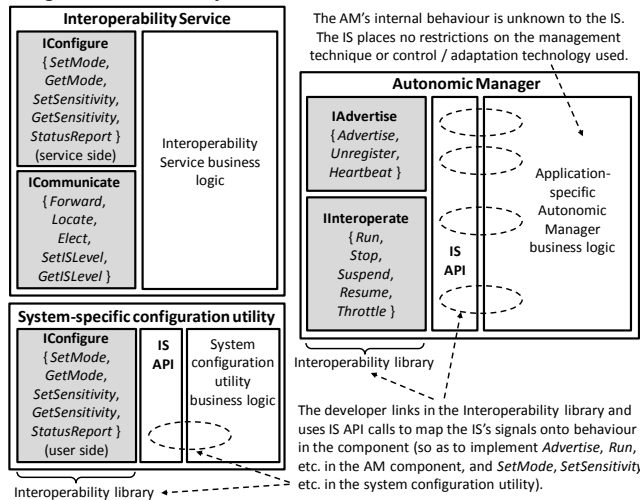 Interoperability Service
IConfigure
{ SetMode,
GetMode,
SetSensitivity,
GetSensitivity,
StatusReport }
(service side)
ICommunicate
{ Forward,
Locate,
Elect,
SetISLevel,
GetISLevel }
Interoperability
Service business
logic
The AM's internal behaviour is unknown to the IS.
The IS places no restrictions on the management
technique or control / adaptation technology used.
Autonomic Manager
IAdvertise
{ Advertise,
Unregister,
Heartbeat }
IInteroperate
{ Run,
Stop,
Suspend,
Resume,
Throttle }
IS
API
Application-
specific
Autonomic
Manager
business logic
Interoperability library
System-specific configuration utility
IConfigure
{ SetMode,
GetMode,
SetSensitivity,
GetSensitivity,
StatusReport }
(user side)
IS
API
System
configuration
utility
business logic
Interoperability library
The developer links in the Interoperability library and
uses IS API calls to map the IS's signals onto behaviour
in the component (so as to implement Advertise, Run,
etc. in the AM component, and SetMode, SetSensitivity
etc. in the system configuration utility).